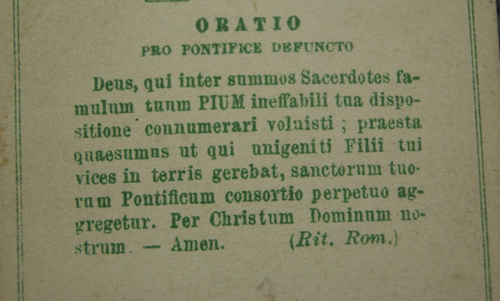 ORATIO
PRO PONTIFICE DEFUNCTO
Deus, qui inter summos Sacerdotes fa-
mulum tuum PIUM ineffabili tua dispo-
sitione connumerari voluisti ; praesta
quaesumus ut qui unigeniti Filii tui
vices in terris gerebat, sanctorum tuo-
rum Pontificum consortio perpetuo ag-
gregetur. Per Christum Dominum no-
strum. — Amen. (Rit. Rom.)